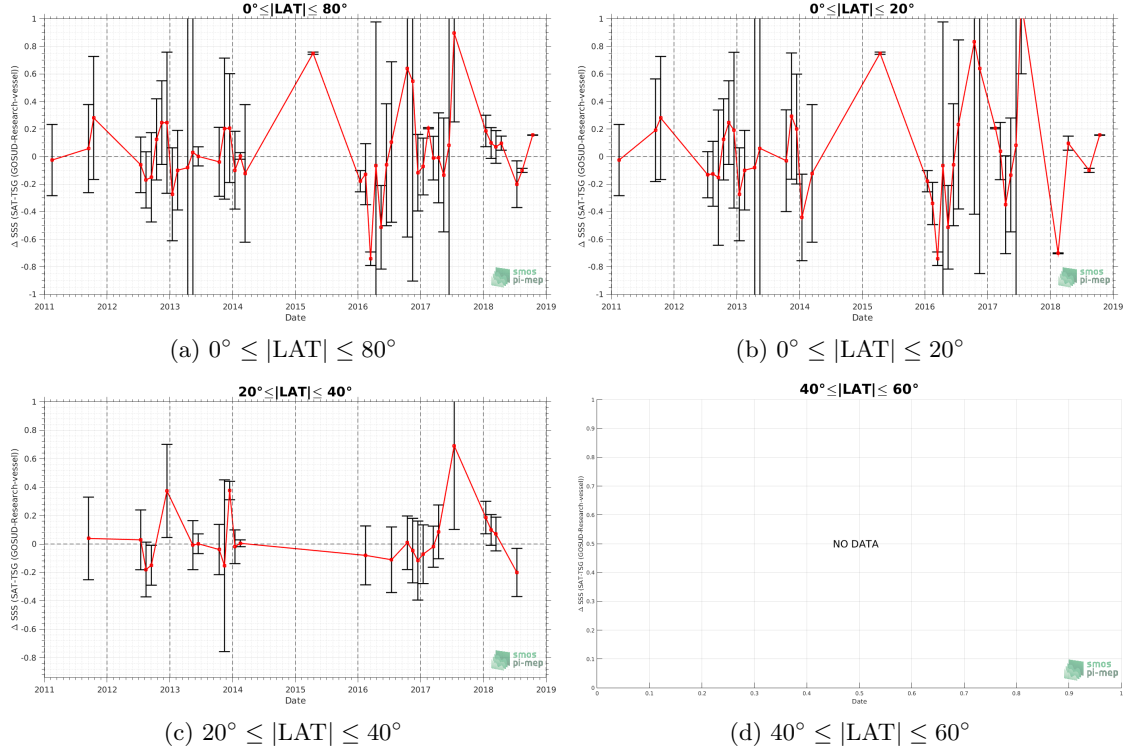 0°≤|LAT|≤ 80°
Δ SSS (SAT-TSG (GOSUD-Research-vessel))
1
0.8
0.6
0.4
0.2
0
-0.2
-0.4
-0.6
-0.8
-1
2011 2012 2013 2014 2015 2016 2017 2018 2019
Date
smos
pi-mep
(a) 0° ≤ |LAT| ≤ 80°
0°≤|LAT|≤ 20°
Δ SSS (SAT-TSG (GOSUD-Research-vessel))
1
0.8
0.6
0.4
0.2
0
-0.2
-0.4
-0.6
-0.8
-1
2011 2012 2013 2014 2015 2016 2017 2018 2019
Date
smos
pi-mep
(b) 0° ≤ |LAT| ≤ 20°
20°≤|LAT|≤ 40°
Δ SSS (SAT-TSG (GOSUD-Research-vessel))
1
0.8
0.6
0.4
0.2
0
-0.2
-0.4
-0.6
-0.8
2011 2012 2013 2014 2015 2016 2017 2018 2019
Date
smos
pi-mep
(c) 20° ≤ |LAT| ≤ 40°
40°≤|LAT|≤ 60°
Δ SSS (SAT-TSG (GOSUD-Research-vessel))
1
0.9
0.8
0.7
0.6
0.5
0.4
0.3
0.2
0.1
0
NO DATA
0 0.1 0.2 0.3 0.4 0.5 0.6 0.7 0.8 0.9 1
Date
smos
pi-mep
(d) 40° ≤ |LAT| ≤ 60°